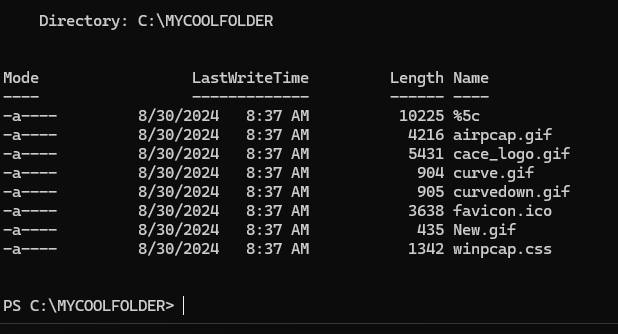 Directory: C:\MYCOOLFOLDER
Mode LastWriteTime Length Name
---- ------------- ------ ----
-a---- 8/30/2024 8:37 AM 10225 %5c
-a---- 8/30/2024 8:37 AM 4216 airpcap.gif
-a---- 8/30/2024 8:37 AM 5431 cace_logo.gif
-a---- 8/30/2024 8:37 AM 904 curve.gif
-a---- 8/30/2024 8:37 AM 905 curvedown.gif
-a---- 8/30/2024 8:37 AM 3638 favicon.ico
-a---- 8/30/2024 8:37 AM 435 New.gif
-a---- 8/30/2024 8:37 AM 1342 winpcap.css
PS C:\MYCOOLFOLDER>